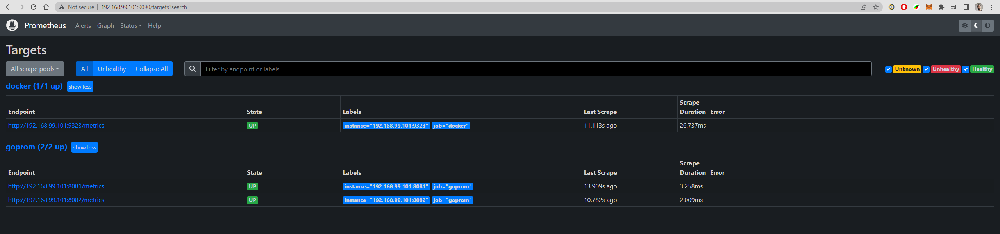 Not secure 192.168.99.101:9090/targets?search=
Prometheus Alerts Graph Status Help
Targets
All scrape pools All Unhealthy Collapse All Filter by endpoint or labels Unknown Unhealthy Healthy
docker (1/1 up) show less
Endpoint State Labels Last Scrape Scrape Duration Error
http://192.168.99.101:9323/metrics UP instance="192.168.99.101:9323" job="docker" 11.113s ago 26.737ms
goprom (2/2 up) show less
Endpoint State Labels Last Scrape Scrape Duration Error
http://192.168.99.101:8081/metrics UP instance="192.168.99.101:8081" job="goprom" 13.909s ago 3.258ms
http://192.168.99.101:8082/metrics UP instance="192.168.99.101:8082" job="goprom" 10.782s ago 2.009ms